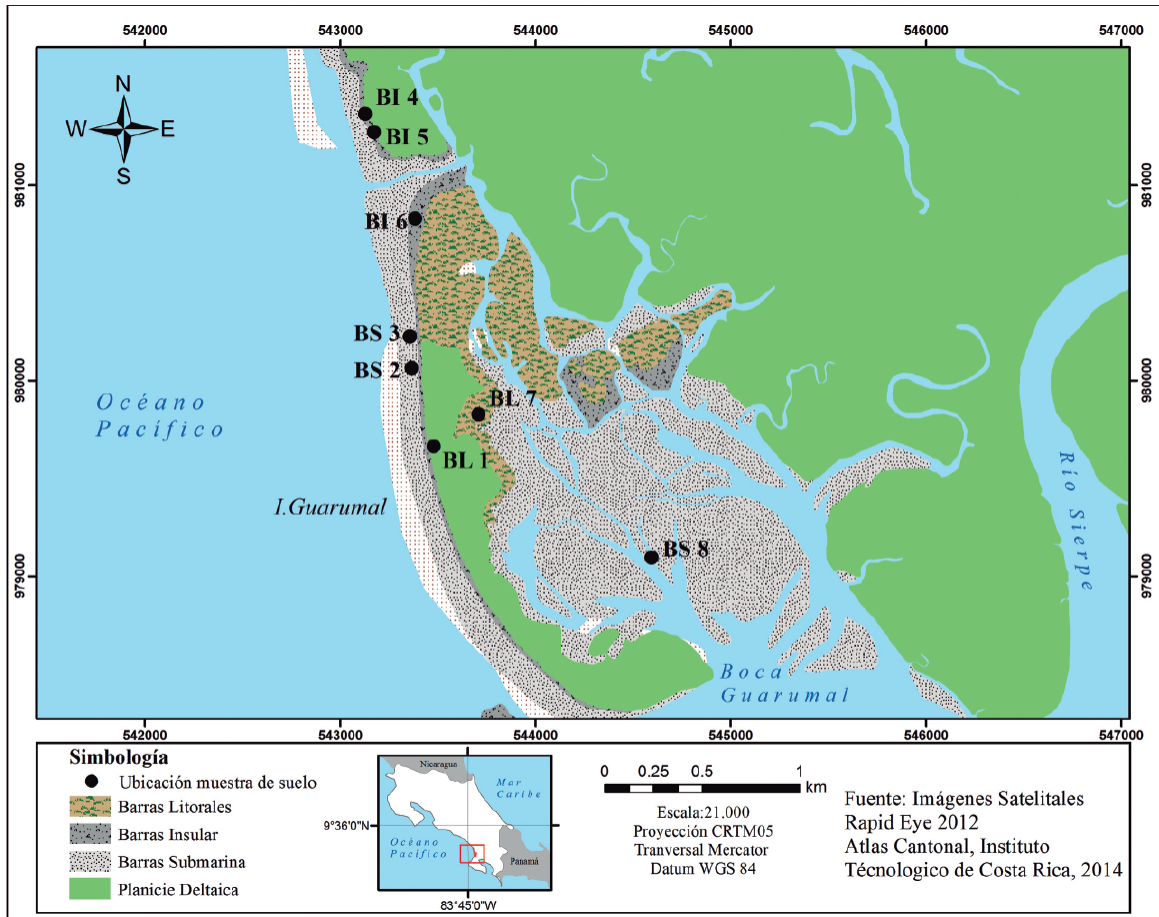 542000 543000 544000 545000 546000 547000
N
W E
S
BI 4
BI 5
981000 981000
BI 6
BS 3
BS 2
980000 980000
Océano
Pacífico
BL 7
BL 1
Río Sierpe
I.Guarumal
BS 8
979000 979000
Boca
Guarumal
542000 543000 544000 545000 546000 547000
Simbología
Ubicación muestra de suelo
Barras Litorales
Barras Insular
Barras Submarina
Planicie Deltaica
Nicaragua
Mar
Caribe
9°36'0"N
Océano
Pacífico
Panamá
83°45'0"W
0 0.25 0.5 1
km
Escala:21.000
Proyección CRTM05
Tranversal Mercator
Datum WGS 84
Fuente: Imágenes Satelitales
Rapid Eye 2012
Atlas Cantonal, Instituto
Técnologico de Costa Rica, 2014